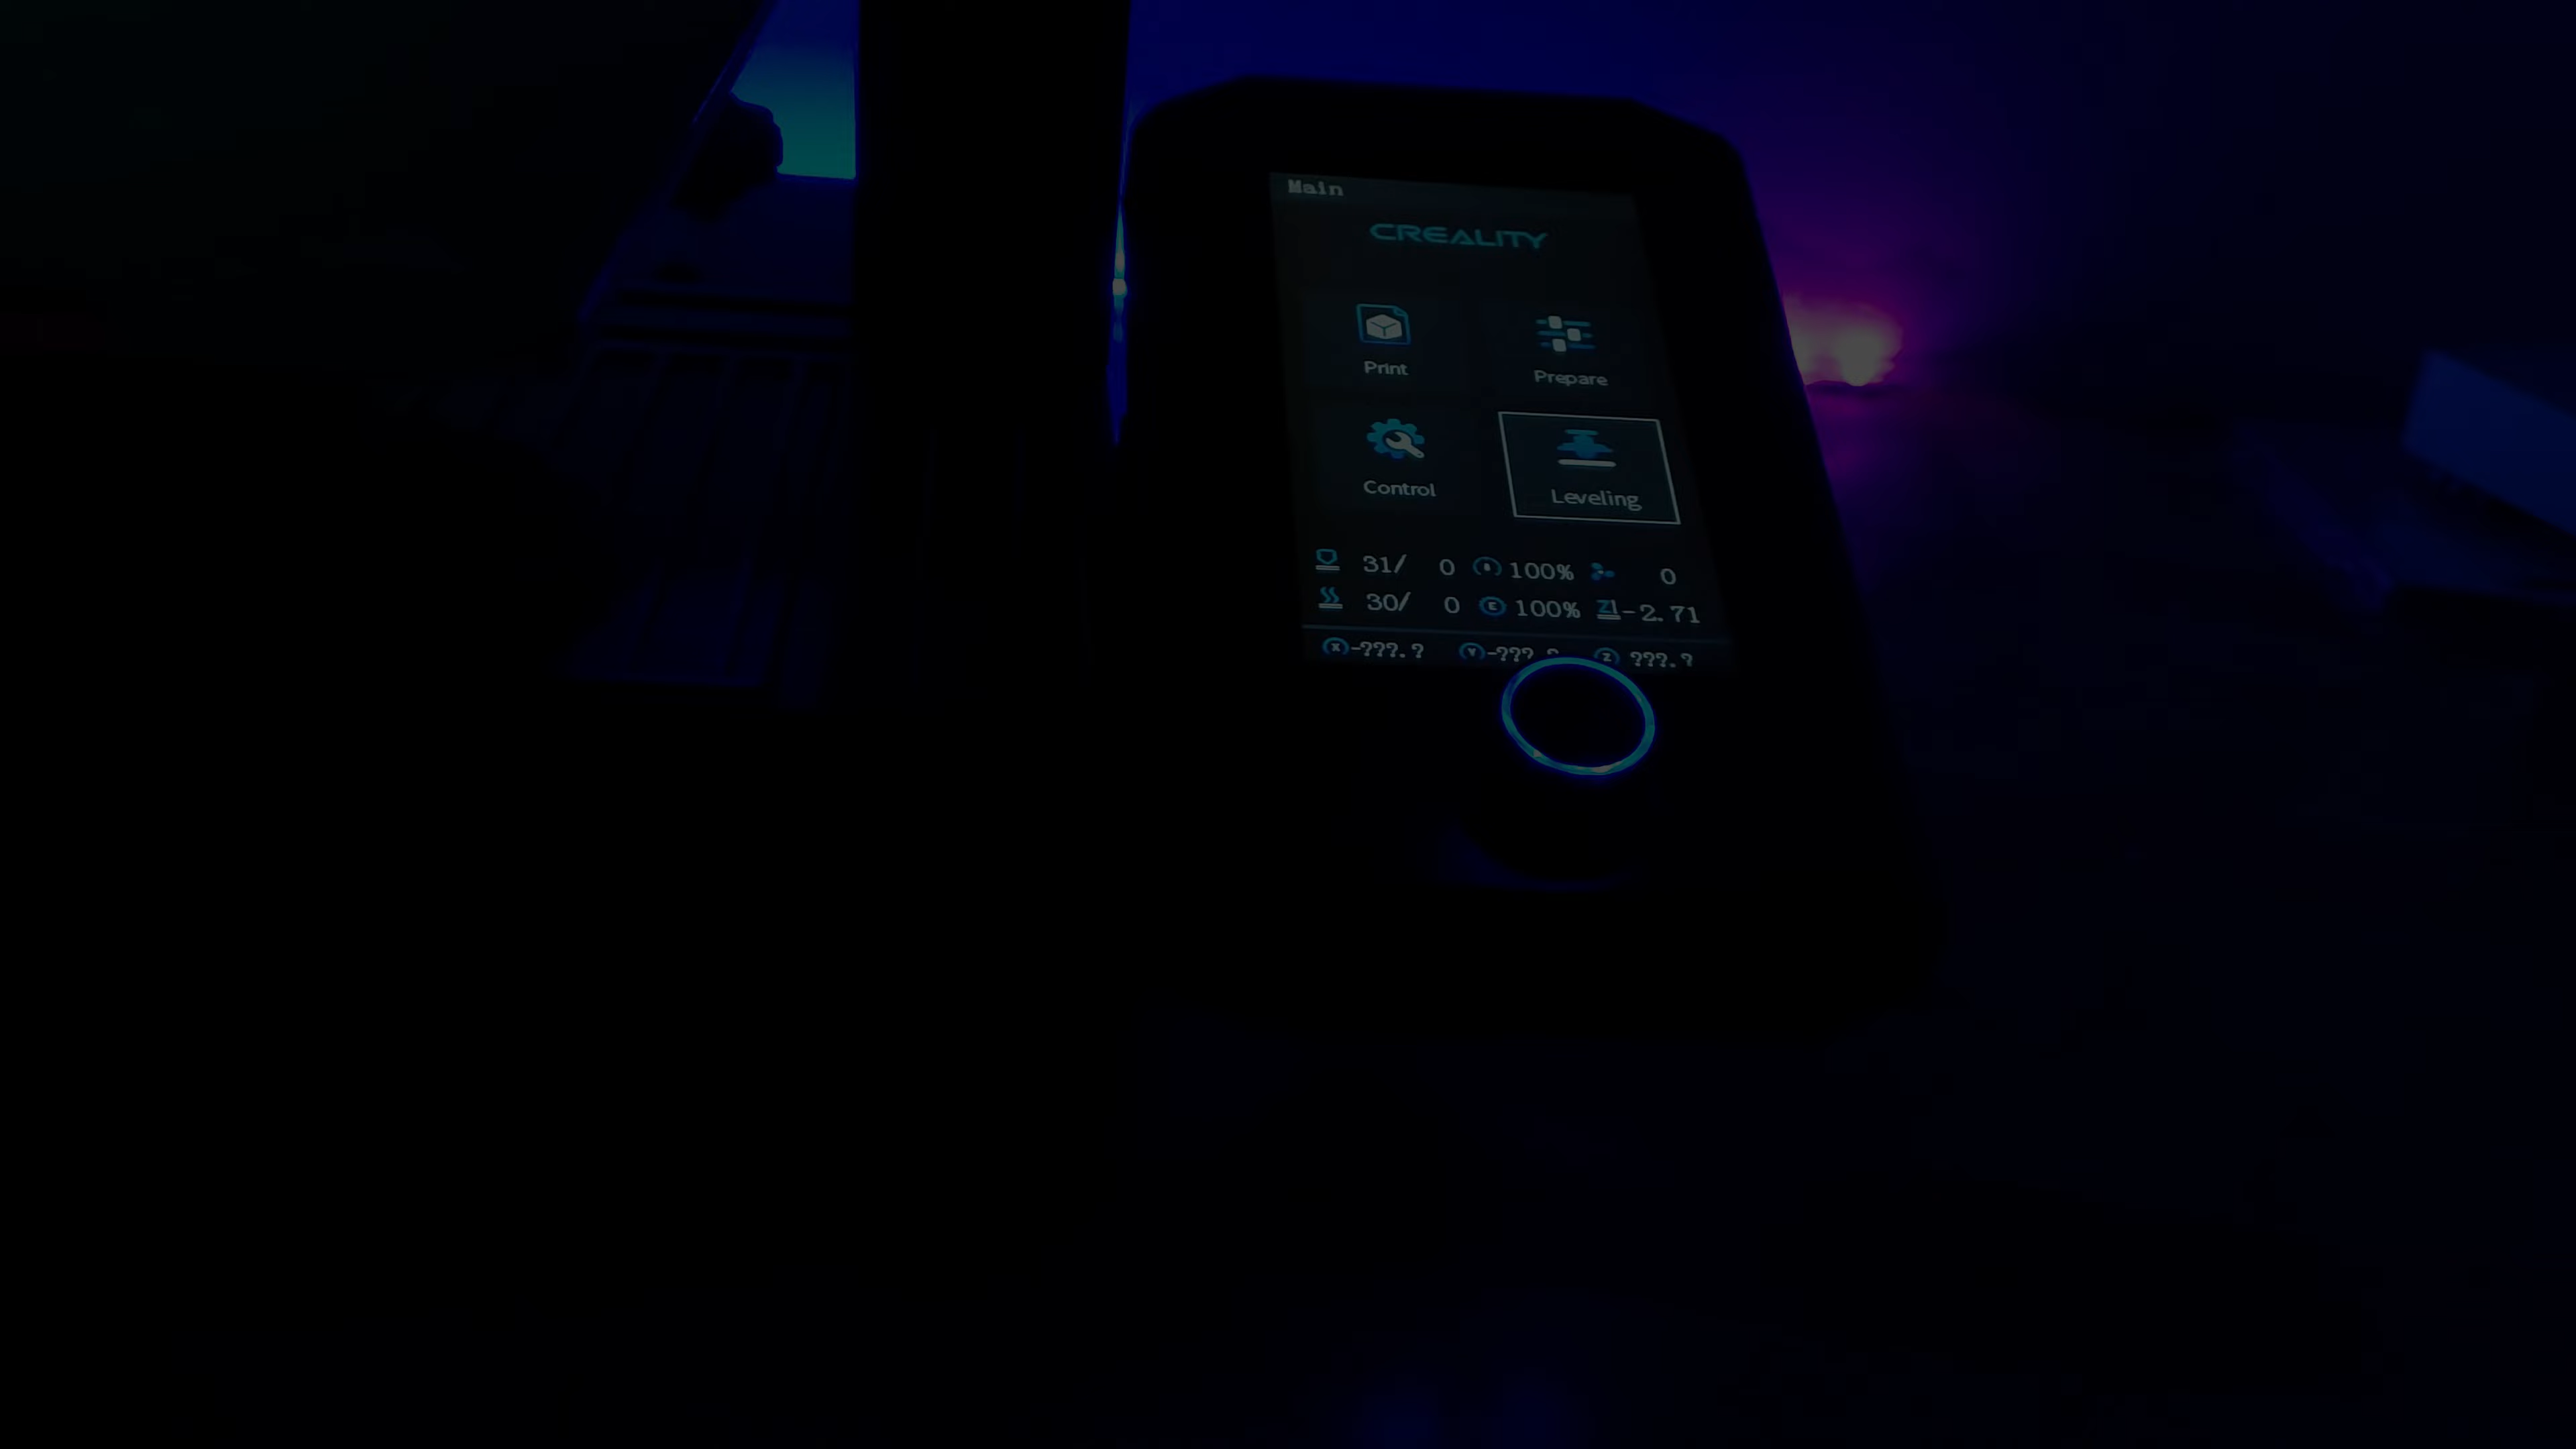 Main
CREALITY
Print Prepare
Control Leveling
31/ 0 100% 0
30/ 0 E 100% Z -2.71
X -???.? Y -???.? Z ???.?